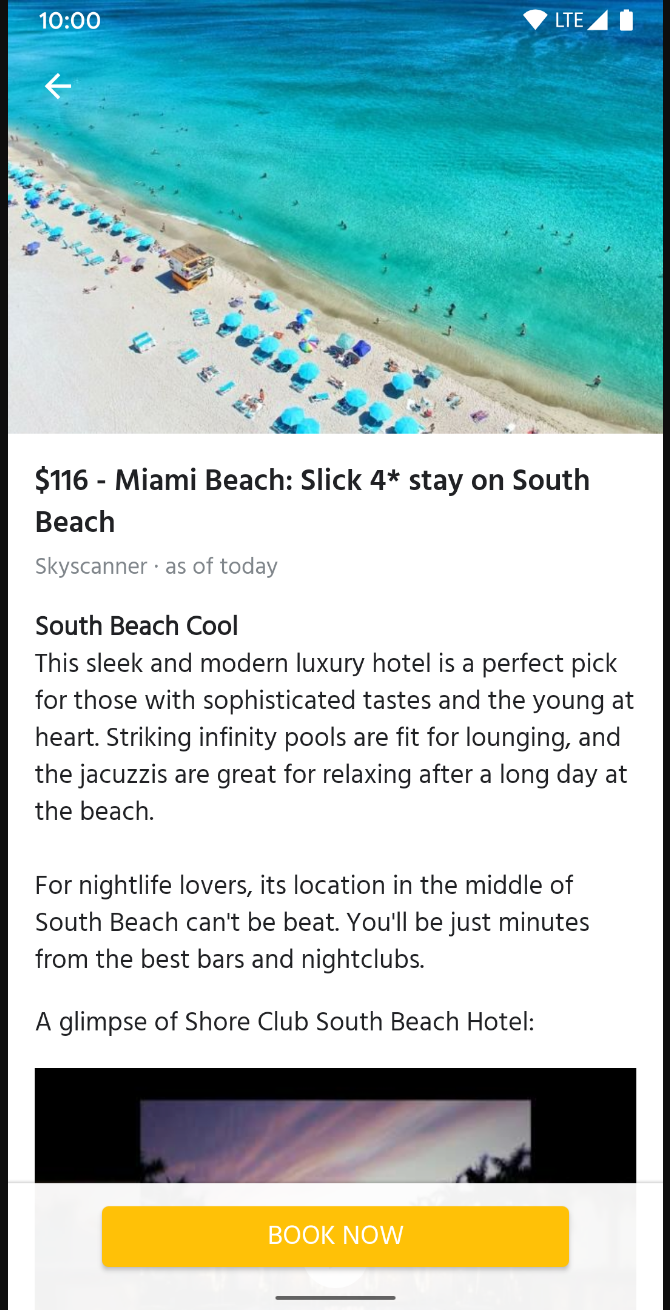 10:00
LTE
$116 - Miami Beach: Slick 4* stay on South
Beach
Skyscanner · as of today
South Beach Cool
This sleek and modern luxury hotel is a perfect pick
for those with sophisticated tastes and the young at
heart. Striking infinity pools are fit for lounging, and
the jacuzzis are great for relaxing after a long day at
the beach.
For nightlife lovers, its location in the middle of
South Beach can't be beat. You'll be just minutes
from the best bars and nightclubs.
A glimpse of Shore Club South Beach Hotel:
BOOK NOW